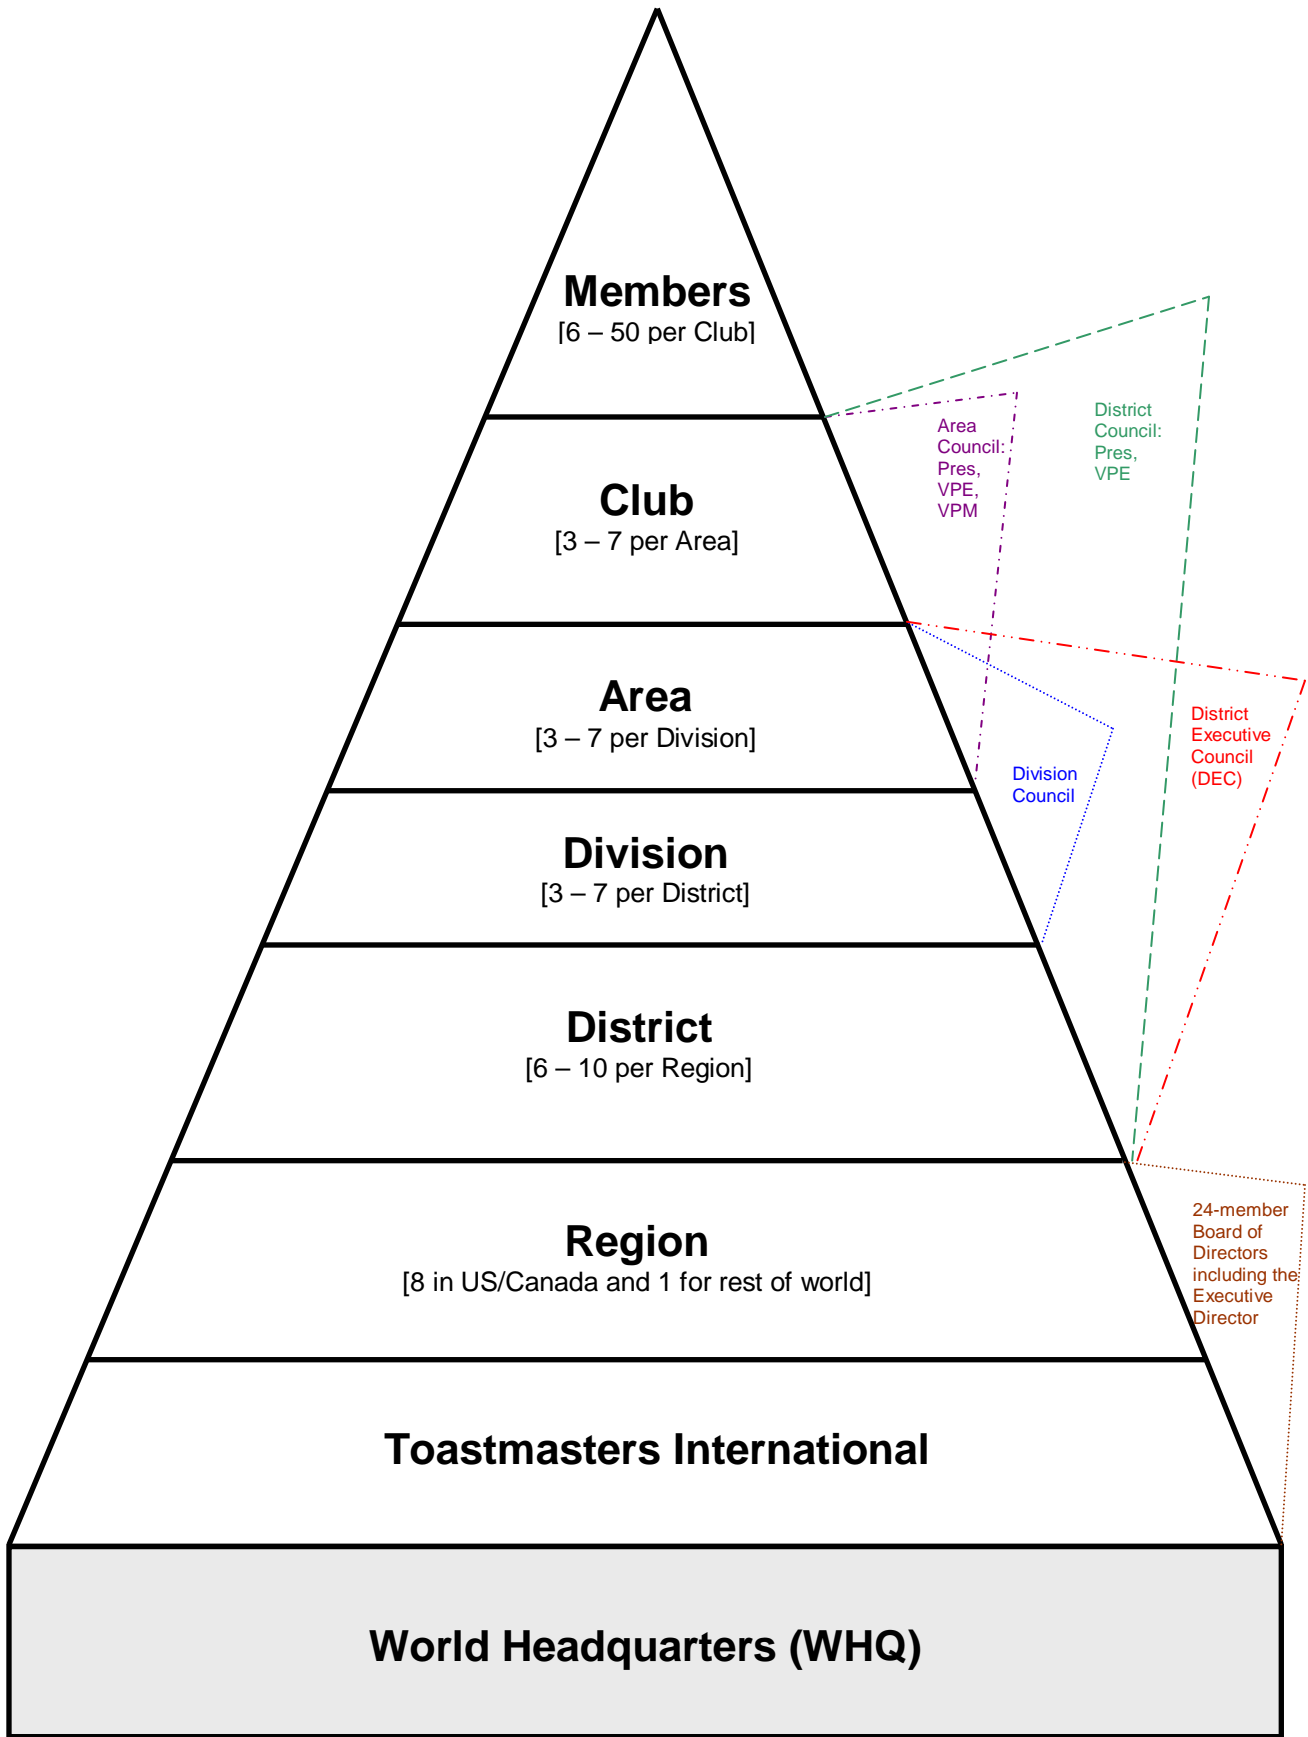 Members
[6 – 50 per Club]
Club
[3 – 7 per Area]
Area
[3 – 7 per Division]
Division
[3 – 7 per District]
District
[6 – 10 per Region]
Region
[8 in US/Canada and 1 for rest of world]
Toastmasters International
World Headquarters (WHQ)
Area
Council:
Pres,
VPE,
VPM
District
Council:
Pres,
VPE
Division
Council
District
Executive
Council
(DEC)
24-member
Board of
Directors
including the
Executive
Director